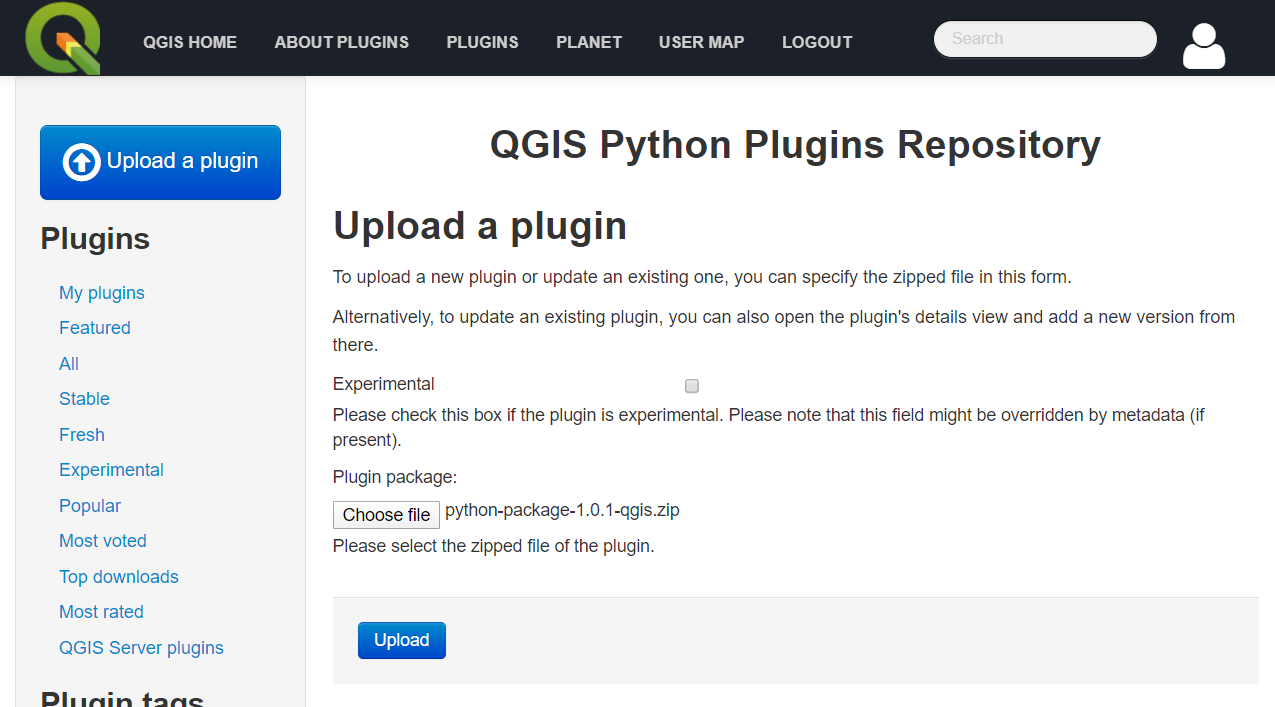 QGIS HOME ABOUT PLUGINS PLUGINS PLANET USER MAP LOGOUT Search
Upload a plugin
Plugins
My plugins
Featured
All
Stable
Fresh
Experimental
Popular
Most voted
Top downloads
Most rated
QGIS Server plugins
Plugin tags
QGIS Python Plugins Repository
Upload a plugin
To upload a new plugin or update an existing one, you can specify the zipped file in this form.
Alternatively, to update an existing plugin, you can also open the plugin's details view and add a new version from
there.
Experimental
Please check this box if the plugin is experimental. Please note that this field might be overridden by metadata (if
present).
Plugin package:
Choose file python-package-1.0.1-qgis.zip
Please select the zipped file of the plugin.
Upload